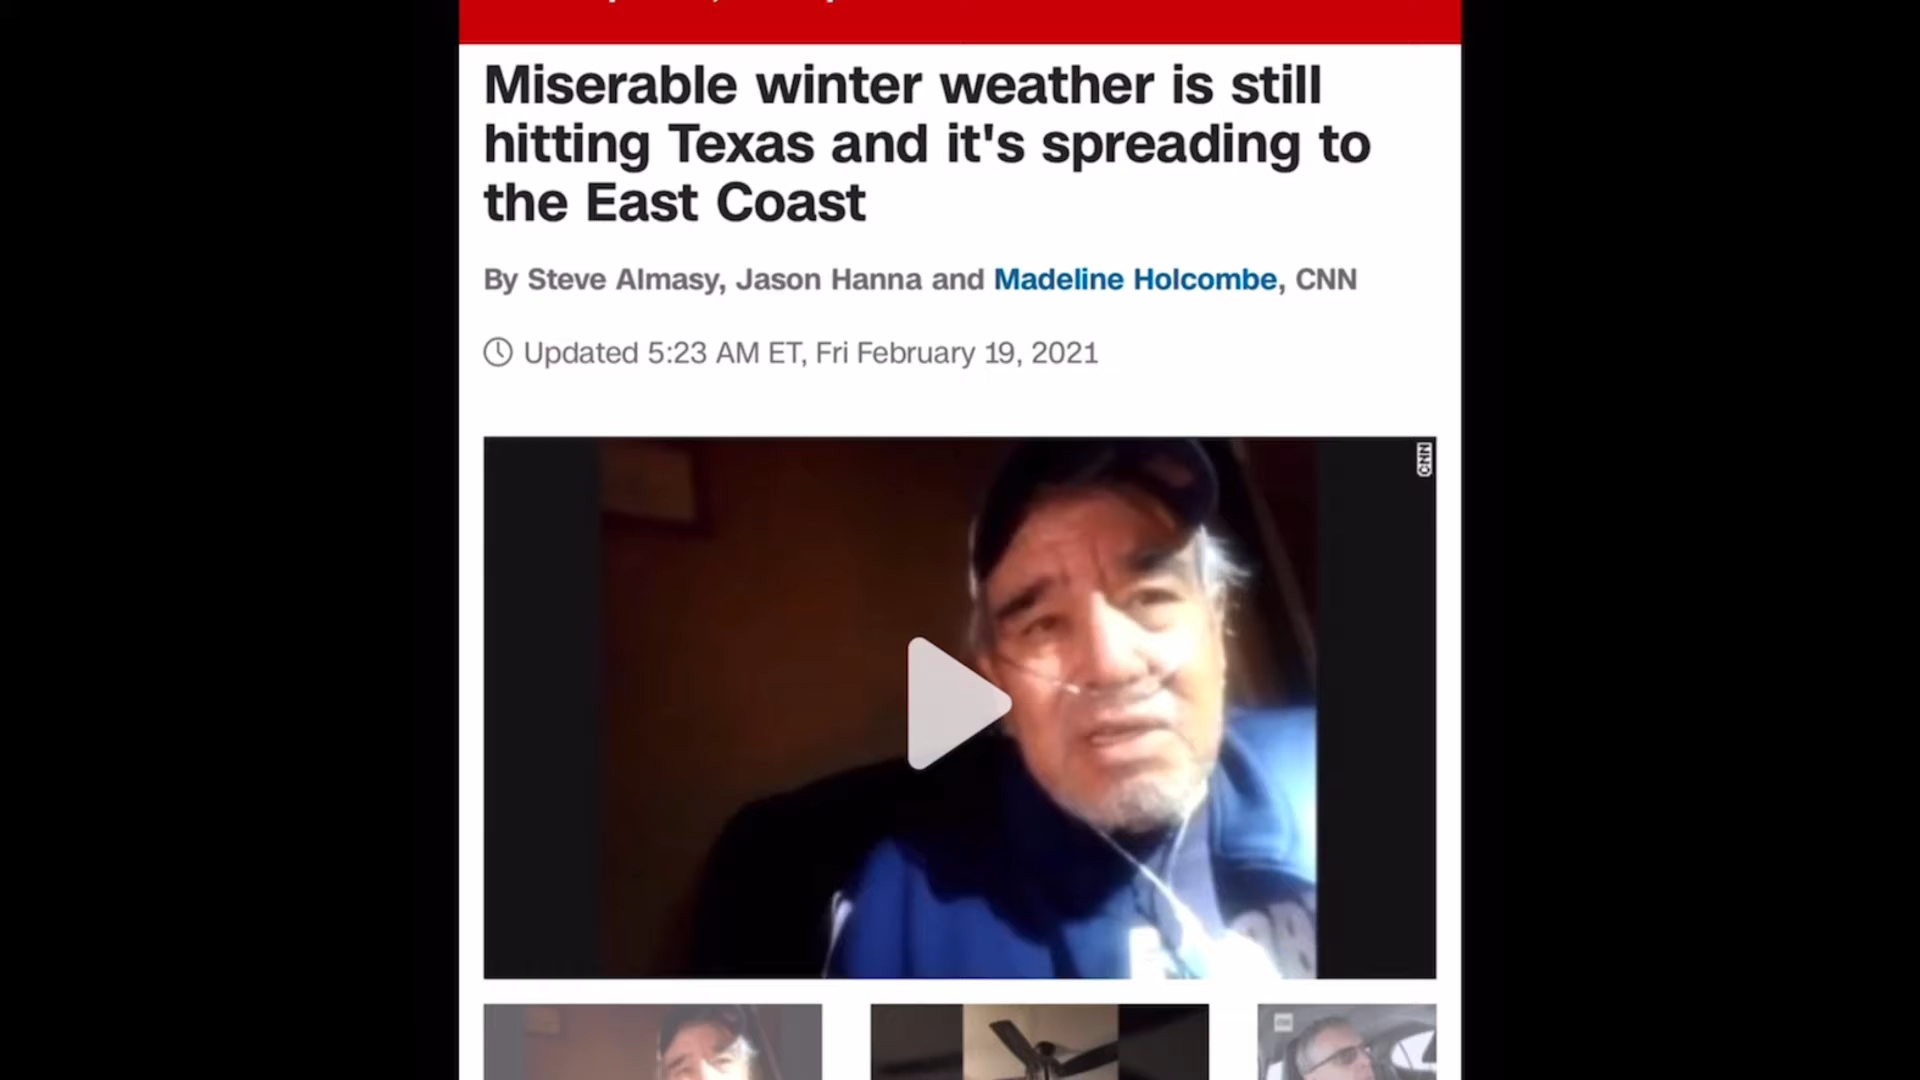 Miserable winter weather is still
hitting Texas and it's spreading to
the East Coast
By Steve Almasy, Jason Hanna and Madeline Holcombe, CNN
Updated 5:23 AM ET, Fri February 19, 2021
CNN